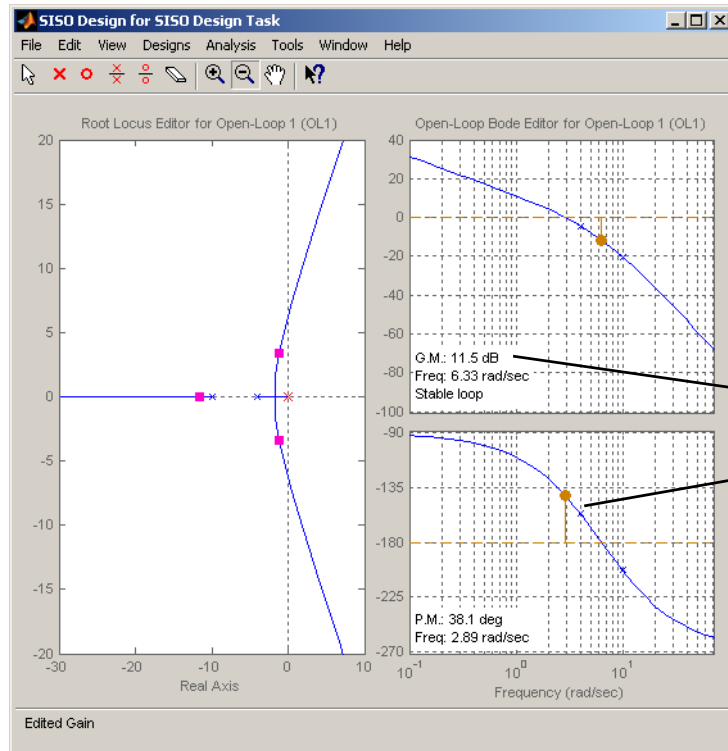 SISO Design for SISO Design Task
File Edit View Designs Analysis Tools Window Help
Root Locus Editor for Open-Loop 1 (OL1)
20
15
10
5
0
-5
-10
-15
-20
-30 -20 -10 0 10
Real Axis
Open-Loop Bode Editor for Open-Loop 1 (OL1)
40
20
0
-20
-40
-60
-80
-100
G.M.: 11.5 dB
Freq: 6.33 rad/sec
Stable loop
-90
-135
-180
-225
-270
P.M.: 38.1 deg
Freq: 2.89 rad/sec
10^-1 10^0 10^1
Frequency (rad/sec)
Edited Gain